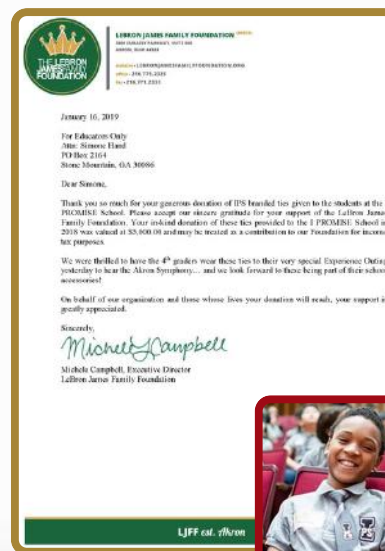 THE LEBRON
JAMES FAMILY
FOUNDATION
LEBRON JAMES FAMILY FOUNDATION
January 16, 2019
For Educators Only
Attn: Simone Hand
PO Box 2164
Stone Mountain, GA 30086
Dear Simone,
Thank you so much for your generous donation of IPS branded ties given to the students at the
PROMISE School. Please accept our sincere gratitude for your support of the LeBron James
Family Foundation. Your in-kind donation of these ties provided to the I PROMISE School in
2018 was valued at $5,000.00 and may be treated as a contribution to our Foundation for income
tax purposes.
We were thrilled to have the 4th graders wear these ties to their very special Experience Outing
yesterday to hear the Akron Symphony… and we look forward to these being part of their school
accessories!
On behalf of our organization and those whose lives your donation will reach, your support is
greatly appreciated.
Sincerely,
Michele Campbell
Michele Campbell, Executive Director
LeBron James Family Foundation
LJFF est. Akron
IPS